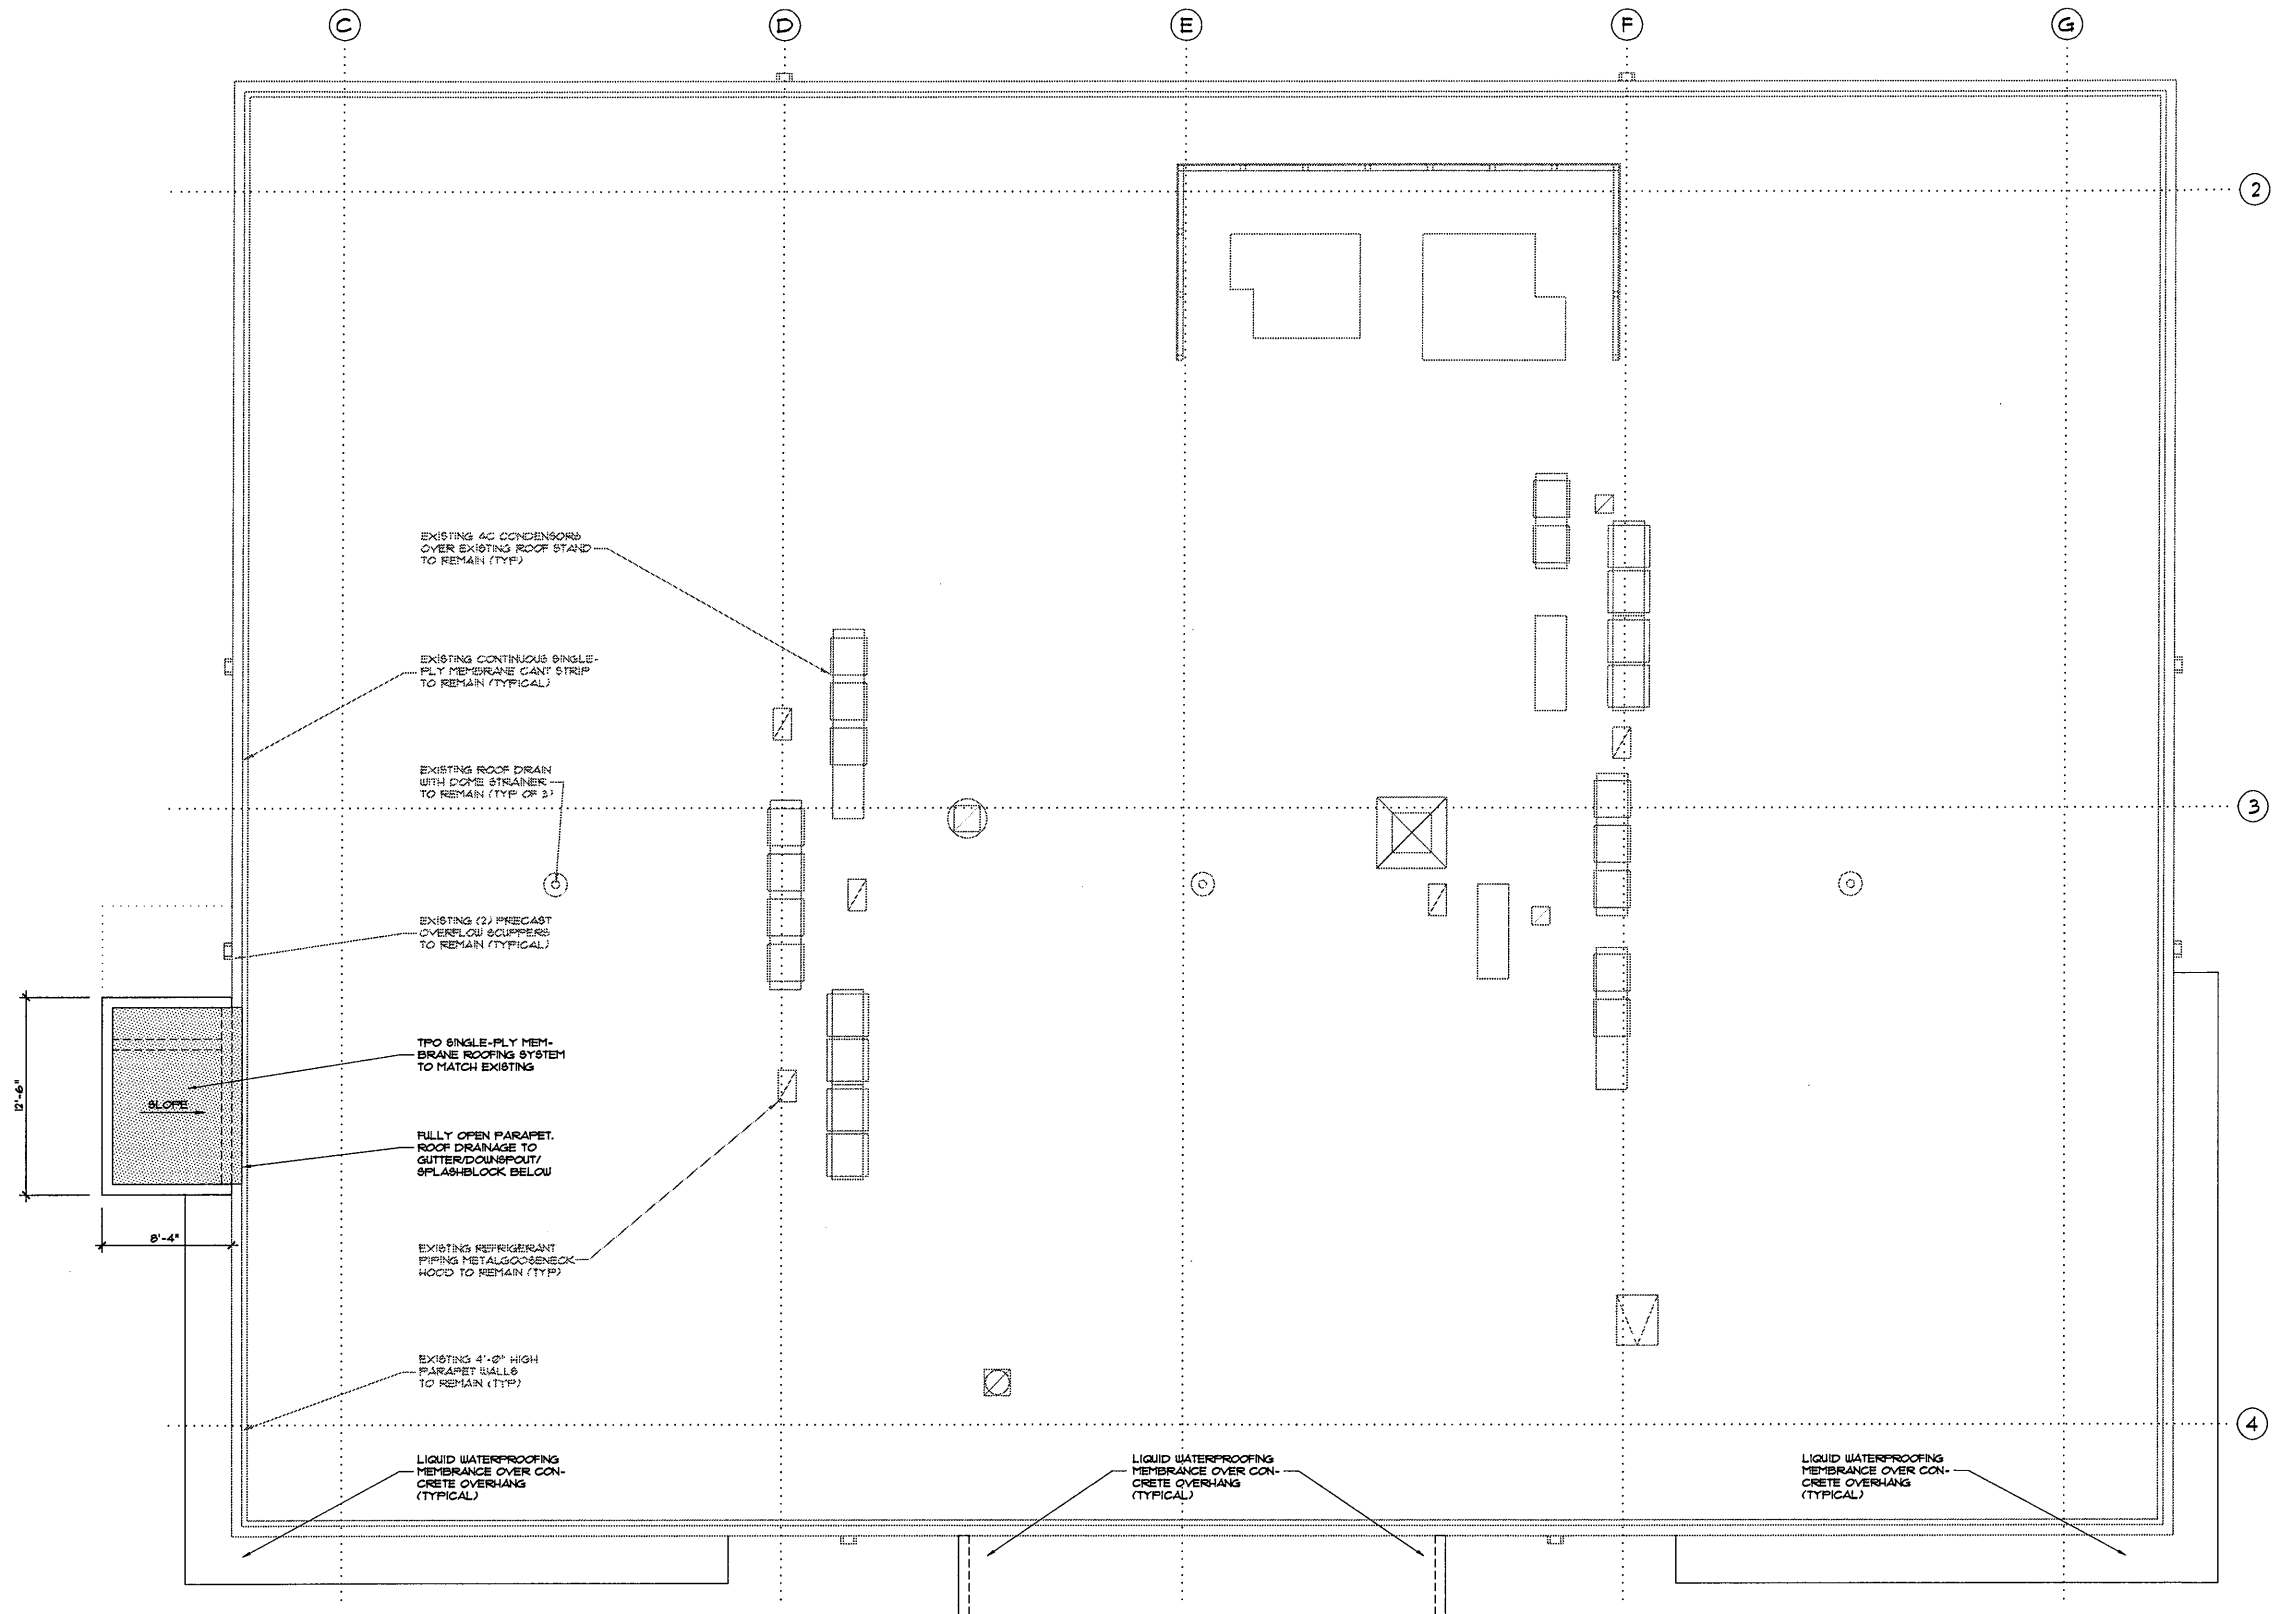 C
D
E
F
G
2
EXISTING AC CONDENSORS
OVER EXISTING ROOF STAND
TO REMAIN (TYP)
EXISTING CONTINUOUS SINGLE-
PLY MEMBRANE CANT STRIP
TO REMAIN (TYPICAL)
EXISTING ROOF DRAIN
WITH DOME STRAINER
TO REMAIN (TYP OF 3)
3
EXISTING (2) PRECAST
OVERFLOW SCUPPERS
TO REMAIN (TYPICAL)
TPO SINGLE-PLY MEM-
BRANE ROOFING SYSTEM
TO MATCH EXISTING
12'-6"
SLOPE
FULLY OPEN PARAPET.
ROOF DRAINAGE TO
GUTTER/DOWNSPOUT/
SPLASHBLOCK BELOW
8'-4"
EXISTING REFRIGERANT
PIPING METALGOOSENECK
HOOD TO REMAIN (TYP)
EXISTING 4'-0" HIGH
PARAPET WALLS
TO REMAIN (TYP)
4
LIQUID WATERPROOFING
MEMBRANCE OVER CON-
CRETE OVERHANG
(TYPICAL)
LIQUID WATERPROOFING
MEMBRANCE OVER CON-
CRETE OVERHANG
(TYPICAL)
LIQUID WATERPROOFING
MEMBRANCE OVER CON-
CRETE OVERHANG
(TYPICAL)